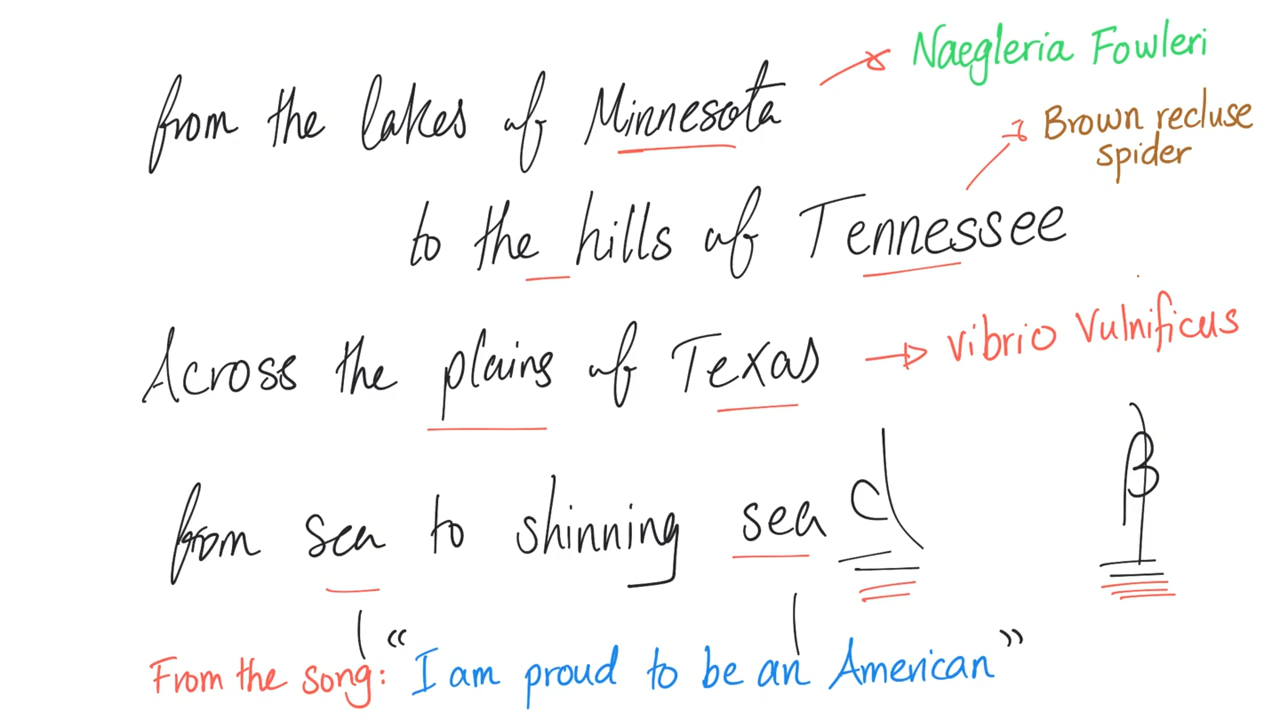 from the lakes of Minnesota
Naegleria Fowleri
to the hills of Tennessee
Brown recluse
spider
Across the plains of Texas
vibrio Vulnificus
from sea to shinning sea
β
From the song: "I am proud to be an American"